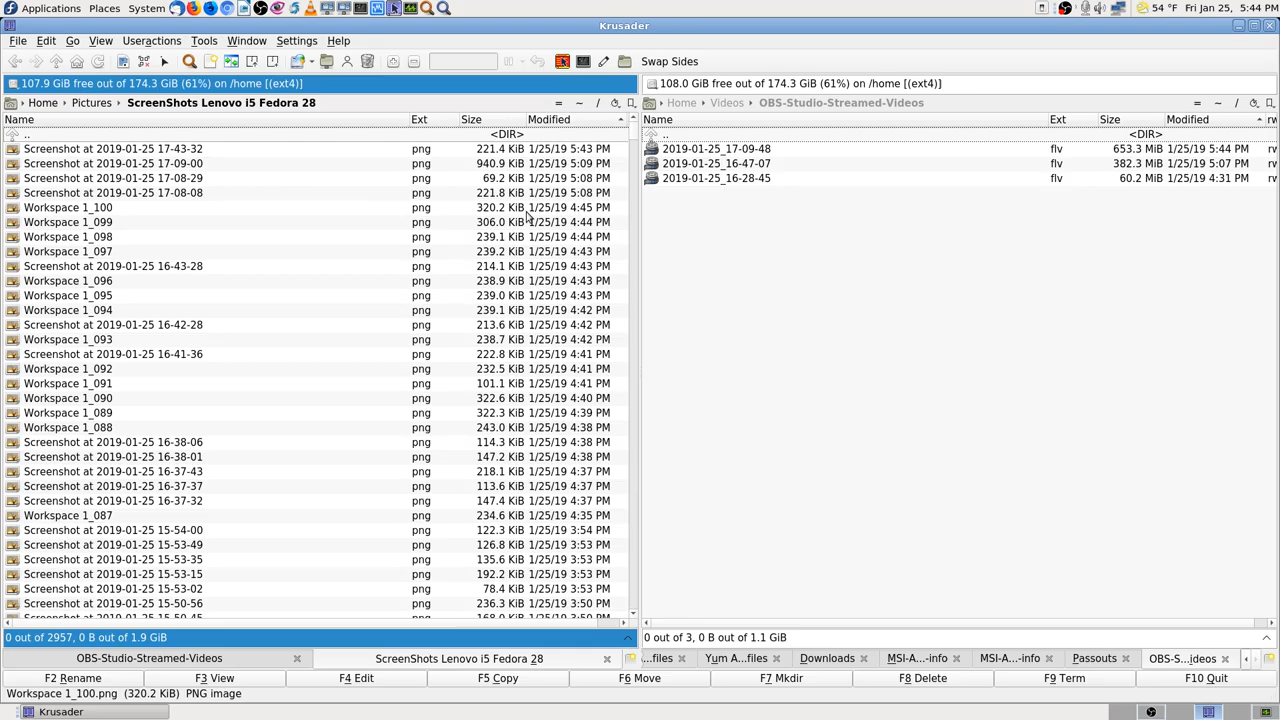 Applications Places System 54 °F Fri Jan 25, 5:44 PM
Krusader
File Edit Go View Useractions Tools Window Settings Help
Swap Sides
107.9 GiB free out of 174.3 GiB (61%) on /home [(ext4)]
108.0 GiB free out of 174.3 GiB (62%) on /home [(ext4)]
Home Pictures ScreenShots Lenovo i5 Fedora 28 = ~ /
Home Videos OBS-Studio-Streamed-Videos = ~ /
Name Ext Size Modified
Name Ext Size Modified rw
.. <DIR>
.. <DIR>
Screenshot at 2019-01-25 17-43-32 png 221.4 KiB 1/25/19 5:43 PM
2019-01-25_17-09-48 flv 653.3 MiB 1/25/19 5:44 PM rw
Screenshot at 2019-01-25 17-09-00 png 940.9 KiB 1/25/19 5:09 PM
2019-01-25_16-47-07 flv 382.3 MiB 1/25/19 5:07 PM rw
Screenshot at 2019-01-25 17-08-29 png 69.2 KiB 1/25/19 5:08 PM
2019-01-25_16-28-45 flv 60.2 MiB 1/25/19 4:31 PM rw
Screenshot at 2019-01-25 17-08-08 png 221.8 KiB 1/25/19 5:08 PM
Workspace 1_100 png 320.2 KiB 1/25/19 4:45 PM
Workspace 1_099 png 306.0 KiB 1/25/19 4:44 PM
Workspace 1_098 png 239.1 KiB 1/25/19 4:44 PM
Workspace 1_097 png 239.2 KiB 1/25/19 4:43 PM
Screenshot at 2019-01-25 16-43-28 png 214.1 KiB 1/25/19 4:43 PM
Workspace 1_096 png 238.9 KiB 1/25/19 4:43 PM
Workspace 1_095 png 239.0 KiB 1/25/19 4:43 PM
Workspace 1_094 png 239.1 KiB 1/25/19 4:42 PM
Screenshot at 2019-01-25 16-42-28 png 213.6 KiB 1/25/19 4:42 PM
Workspace 1_093 png 238.7 KiB 1/25/19 4:42 PM
Screenshot at 2019-01-25 16-41-36 png 222.8 KiB 1/25/19 4:41 PM
Workspace 1_092 png 232.5 KiB 1/25/19 4:41 PM
Workspace 1_091 png 101.1 KiB 1/25/19 4:41 PM
Workspace 1_090 png 322.6 KiB 1/25/19 4:40 PM
Workspace 1_089 png 322.3 KiB 1/25/19 4:39 PM
Workspace 1_088 png 243.0 KiB 1/25/19 4:38 PM
Screenshot at 2019-01-25 16-38-06 png 114.3 KiB 1/25/19 4:38 PM
Screenshot at 2019-01-25 16-38-01 png 147.2 KiB 1/25/19 4:38 PM
Screenshot at 2019-01-25 16-37-43 png 218.1 KiB 1/25/19 4:37 PM
Screenshot at 2019-01-25 16-37-37 png 113.6 KiB 1/25/19 4:37 PM
Screenshot at 2019-01-25 16-37-32 png 147.4 KiB 1/25/19 4:37 PM
Workspace 1_087 png 234.6 KiB 1/25/19 4:35 PM
Screenshot at 2019-01-25 15-54-00 png 122.3 KiB 1/25/19 3:54 PM
Screenshot at 2019-01-25 15-53-49 png 126.8 KiB 1/25/19 3:53 PM
Screenshot at 2019-01-25 15-53-35 png 135.6 KiB 1/25/19 3:53 PM
Screenshot at 2019-01-25 15-53-15 png 192.2 KiB 1/25/19 3:53 PM
Screenshot at 2019-01-25 15-53-02 png 78.4 KiB 1/25/19 3:53 PM
Screenshot at 2019-01-25 15-50-56 png 236.3 KiB 1/25/19 3:50 PM
Screenshot at 2019-01-25 15-50-45 png 168.0 KiB 1/25/19 3:50 PM
0 out of 2957, 0 B out of 1.9 GiB
0 out of 3, 0 B out of 1.1 GiB
OBS-Studio-Streamed-Videos ScreenShots Lenovo i5 Fedora 28
...files Yum A...files Downloads MSI-A...-info MSI-A...-info Passouts OBS-S...ideos
F2 Rename F3 View F4 Edit F5 Copy F6 Move F7 Mkdir F8 Delete F9 Term F10 Quit
Workspace 1_100.png (320.2 KiB) PNG image
Krusader